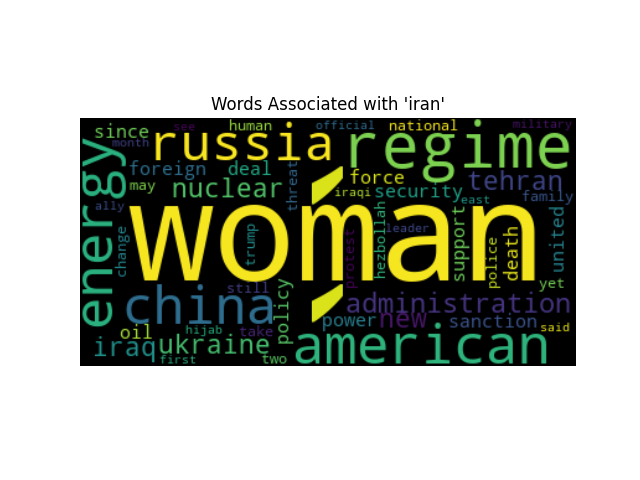 Words Associated with 'iran'
since see human official national military
month russia regime
energy foreign deal threat force tehran
may nuclear iraqi security east family
ally woman
change trump protest hezbollah leader support police death united
still policy yet
china administration
oil hijab take power new sanction said
iraq ukraine american
first two